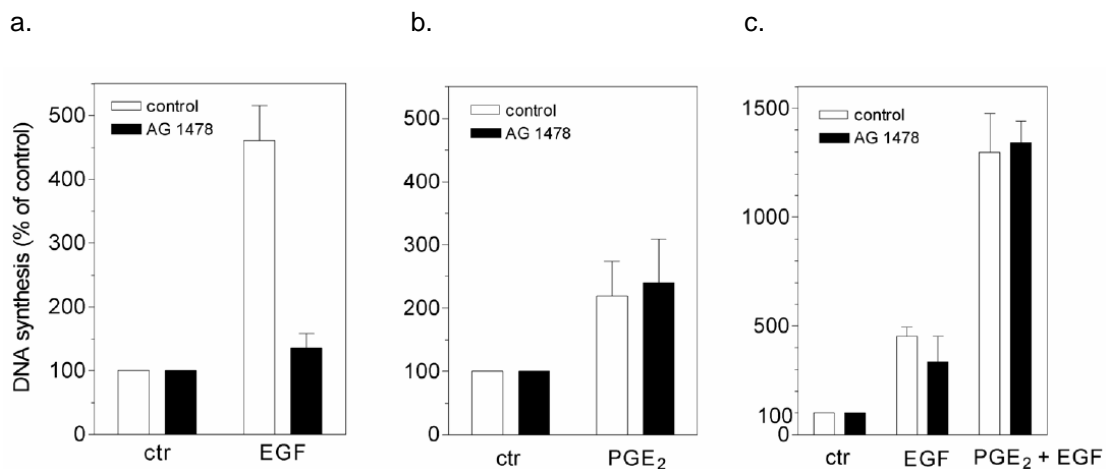 a.
b.
c.
DNA synthesis (% of control)
500
400
300
200
100
0
control
AG 1478
ctr
EGF
500
400
300
200
100
0
control
AG 1478
ctr
PGE₂
1500
1000
500
100
0
control
AG 1478
ctr
EGF
PGE₂ + EGF